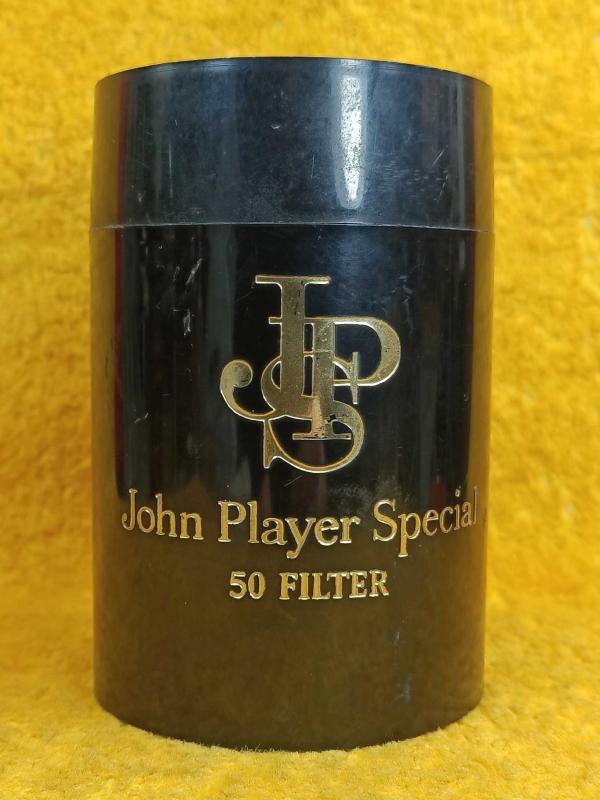 JPS
John Player Special
50 FILTER